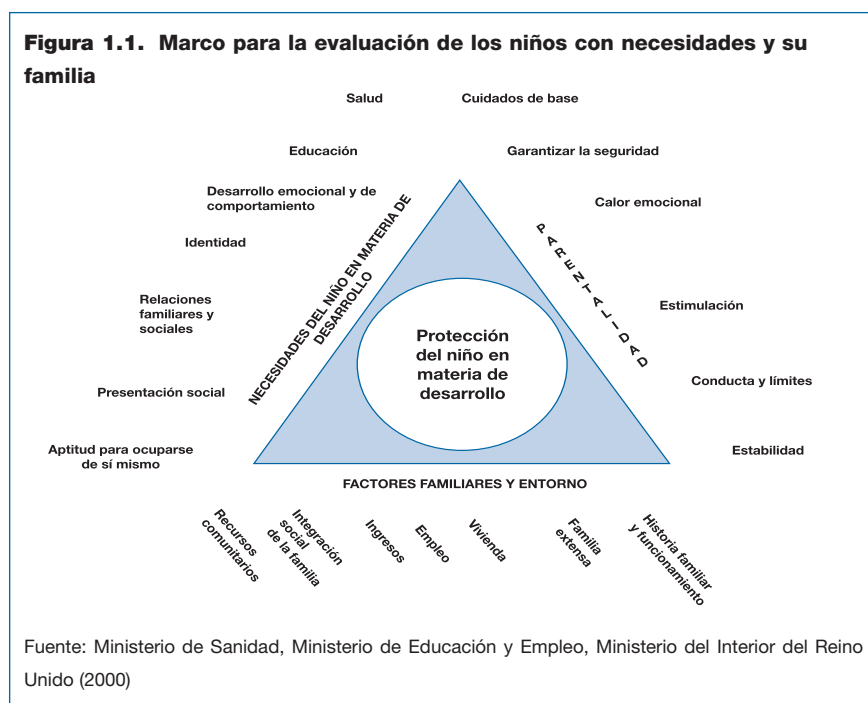 Figura 1.1. Marco para la evaluación de los niños con necesidades y su
familia
Salud
Cuidados de base
Educación
Garantizar la seguridad
Desarrollo emocional y de
comportamiento
Calor emocional
Identidad
NECESIDADES DEL NIÑO EN MATERIA DE
DESARROLLO
PARENTALIDAD
Relaciones
familiares y
sociales
Estimulación
Protección
del niño en
materia de
desarrollo
Presentación social
Conducta y límites
Aptitud para ocuparse
de sí mismo
Estabilidad
FACTORES FAMILIARES Y ENTORNO
Recursos
comunitarios
Integración
social
de la familia
Ingresos
Empleo
Vivienda
Familia
extensa
Historia familiar
y funcionamiento
Fuente: Ministerio de Sanidad, Ministerio de Educación y Empleo, Ministerio del Interior del Reino
Unido (2000)